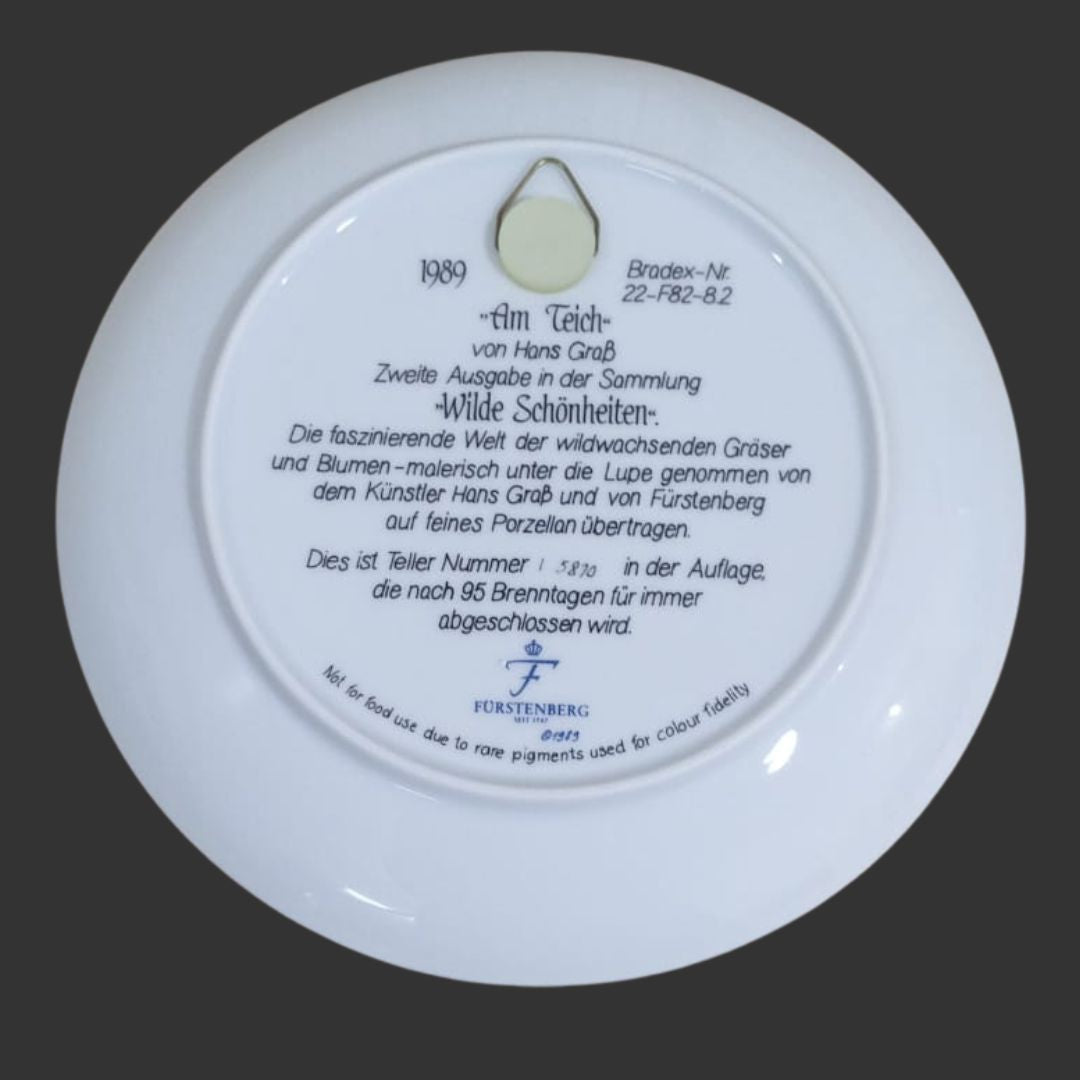 1989
Bradex-Nr.
22-F82-8.2
"Am Teich"
von Hans Graß
Zweite Ausgabe in der Sammlung
"Wilde Schönheiten".
Die faszinierende Welt der wildwachsenden Gräser
und Blumen - malerisch unter die Lupe genommen von
dem Künstler Hans Graß und von Fürstenberg
auf feines Porzellan übertragen.
Dies ist Teller Nummer in der Auflage,
die nach 95 Brenntagen für immer
abgeschlossen wird.
F
FÜRSTENBERG
SEIT 1747
©1989
Not for food use due to rare pigments used for colour fidelity